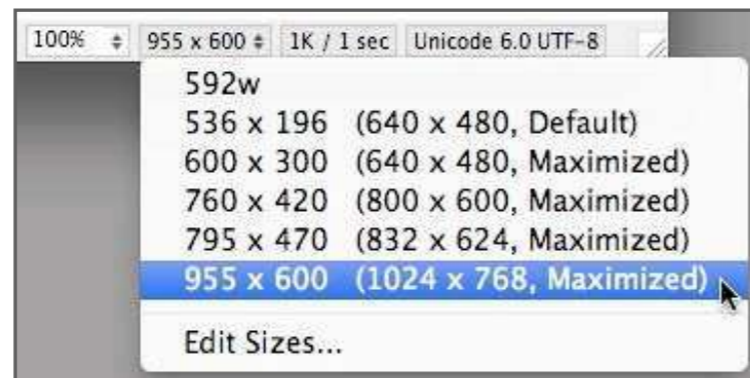 100% 955 x 600 1K / 1 sec Unicode 6.0 UTF-8
592w
536 x 196 (640 x 480, Default)
600 x 300 (640 x 480, Maximized)
760 x 420 (800 x 600, Maximized)
795 x 470 (832 x 624, Maximized)
955 x 600 (1024 x 768, Maximized)
Edit Sizes...